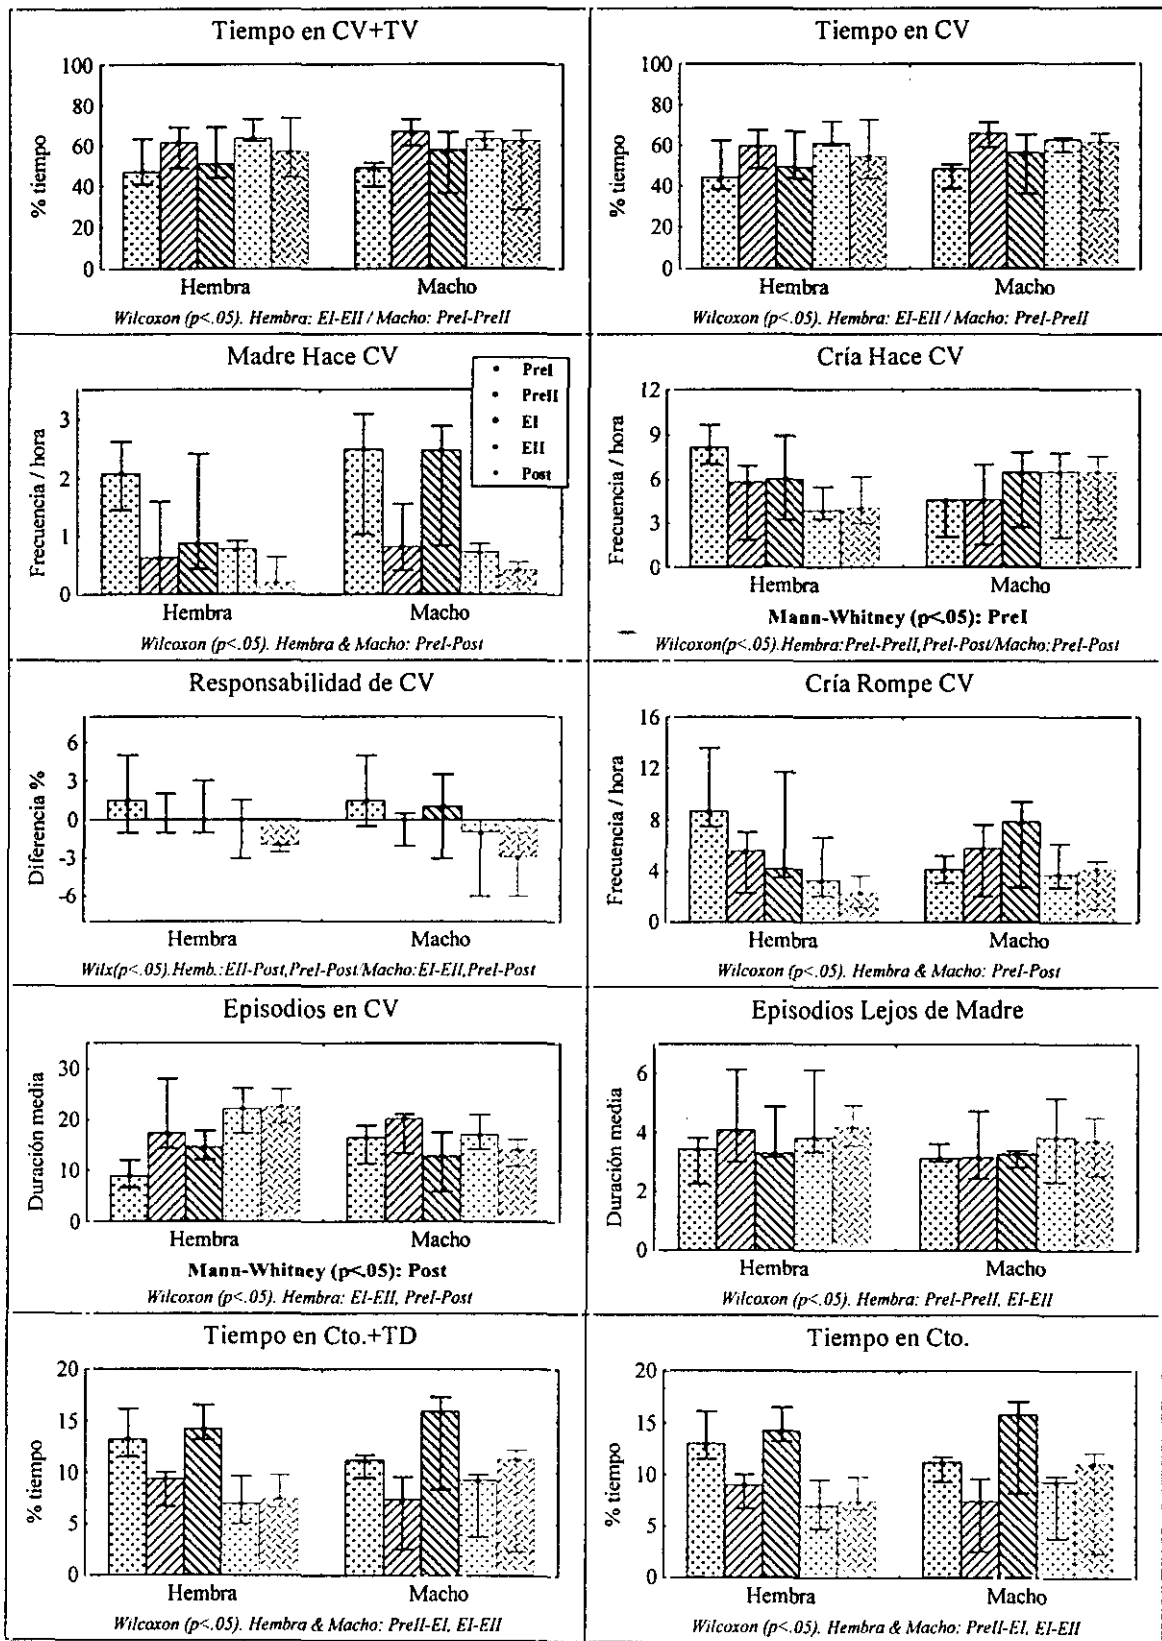 Tiempo en CV+TV
% tiempo
100
80
60
40
20
0
Hembra
Macho
Wilcoxon (p<.05). Hembra: EI-EII / Macho: PreI-PreII
Tiempo en CV
% tiempo
100
80
60
40
20
0
Hembra
Macho
Wilcoxon (p<.05). Hembra: EI-EII / Macho: PreI-PreII
Madre Hace CV
Frecuencia / hora
3
2
1
0
PreI
PreII
EI
EII
Post
Hembra
Macho
Wilcoxon (p<.05). Hembra & Macho: PreI-Post
Cría Hace CV
Frecuencia / hora
12
9
6
3
0
Hembra
Macho
Mann-Whitney (p<.05): PreI
Wilcoxon(p<.05).Hembra:PreI-PreII,PreI-Post/Macho:PreI-Post
Responsabilidad de CV
Diferencia %
6
3
0
-3
-6
Hembra
Macho
Wilx(p<.05).Hemb.:EII-Post,PreI-Post/Macho:EI-EII,PreI-Post
Cría Rompe CV
Frecuencia / hora
16
12
8
4
0
Hembra
Macho
Wilcoxon (p<.05). Hembra & Macho: PreI-Post
Episodios en CV
Duración media
30
20
10
0
Hembra
Macho
Mann-Whitney (p<.05): Post
Wilcoxon (p<.05). Hembra: EI-EII, PreI-Post
Episodios Lejos de Madre
Duración media
6
4
2
0
Hembra
Macho
Wilcoxon (p<.05). Hembra: PreI-PreII, EI-EII
Tiempo en Cto.+TD
% tiempo
20
15
10
5
0
Hembra
Macho
Wilcoxon (p<.05). Hembra & Macho: PreII-EI, EI-EII
Tiempo en Cto.
% tiempo
20
15
10
5
0
Hembra
Macho
Wilcoxon (p<.05). Hembra & Macho: PreII-EI, EI-EII